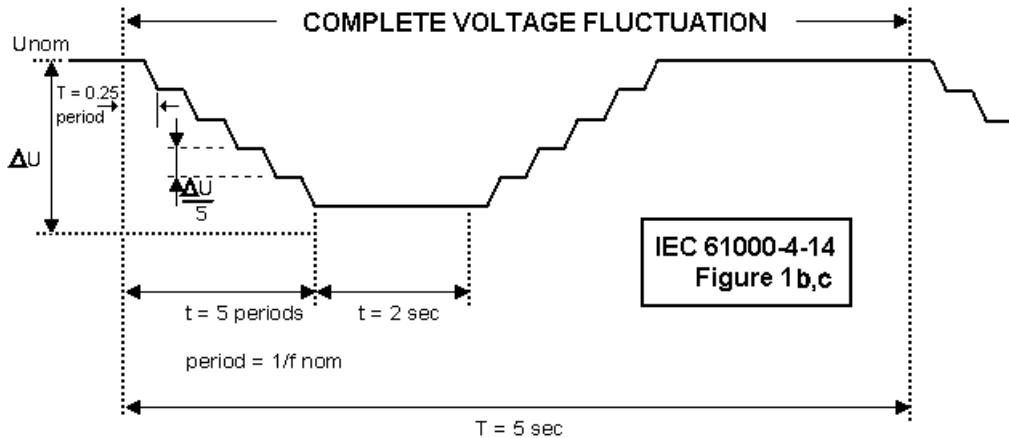 COMPLETE VOLTAGE FLUCTUATION
Unom
T = 0.25
period
ΔU
ΔU
5
IEC 61000-4-14
Figure 1b,c
t = 5 periods
t = 2 sec
period = 1/f nom
T = 5 sec